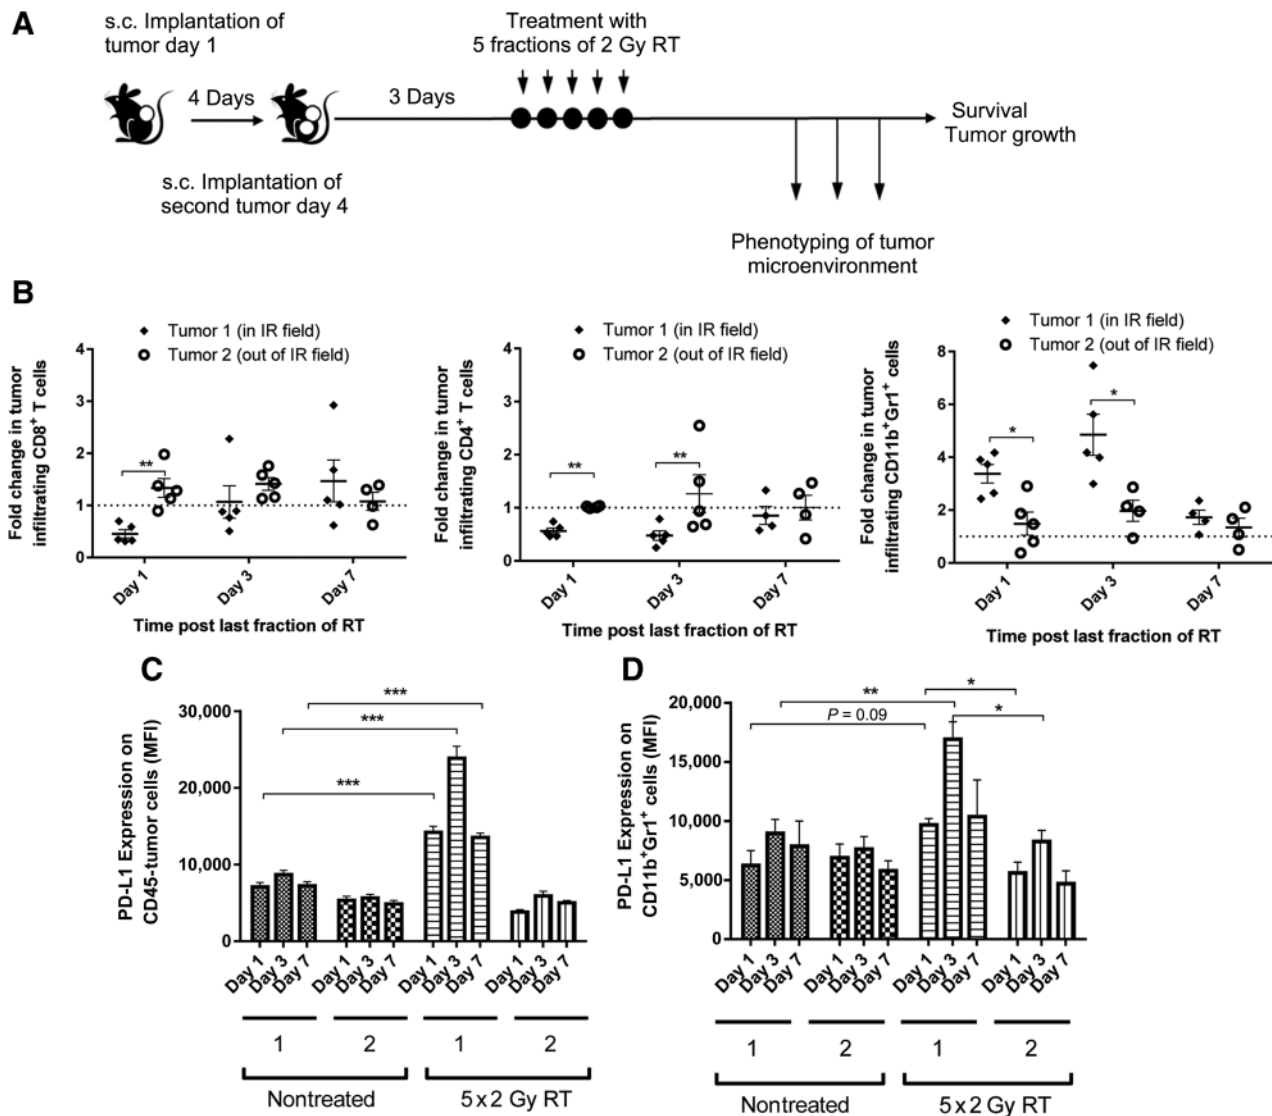 A
s.c. Implantation of
tumor day 1
4 Days
s.c. Implantation of
second tumor day 4
3 Days
Treatment with
5 fractions of 2 Gy RT
Survival
Tumor growth
Phenotyping of tumor
microenvironment
B
Tumor 1 (in IR field)
Tumor 2 (out of IR field)
Fold change in tumor
infiltrating CD8+ T cells
4
3
2
1
0
**
Day 1
Day 3
Day 7
Time post last fraction of RT
Tumor 1 (in IR field)
Tumor 2 (out of IR field)
Fold change in tumor
infiltrating CD4+ T cells
4
3
2
1
0
**
**
Day 1
Day 3
Day 7
Time post last fraction of RT
Tumor 1 (in IR field)
Tumor 2 (out of IR field)
Fold change in tumor
infiltrating CD11b+Gr1+ cells
8
6
4
2
0
*
*
Day 1
Day 3
Day 7
Time post last fraction of RT
C
PD-L1 Expression on
CD45-tumor cells (MFI)
30,000
20,000
10,000
0
***
***
***
Day 1 Day 3 Day 7 Day 1 Day 3 Day 7 Day 1 Day 3 Day 7 Day 1 Day 3 Day 7
1 2 1 2
Nontreated 5 x 2 Gy RT
D
PD-L1 Expression on
CD11b+Gr1+ cells (MFI)
20,000
15,000
10,000
5,000
0
*
**
P = 0.09
*
Day 1 Day 3 Day 7 Day 1 Day 3 Day 7 Day 1 Day 3 Day 7 Day 1 Day 3 Day 7
1 2 1 2
Nontreated 5 x 2 Gy RT